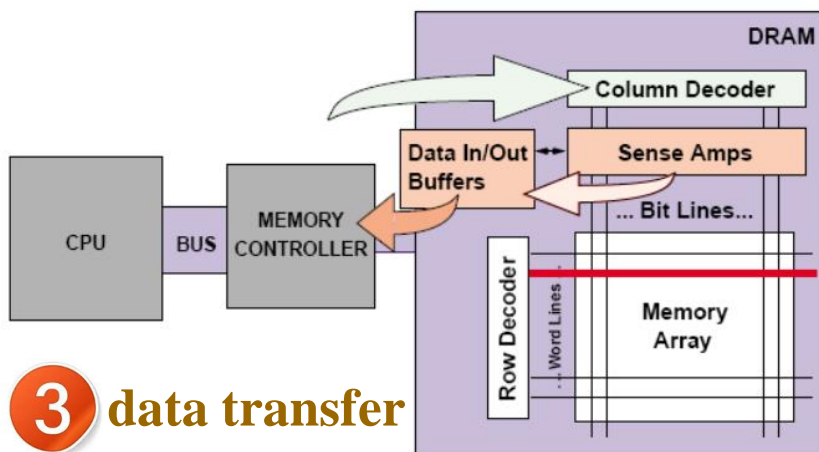 DRAM
Column Decoder
Data In/Out
Buffers
Sense Amps
... Bit Lines...
CPU
BUS
MEMORY
CONTROLLER
Row Decoder
... Word Lines ...
Memory
Array
3 data transfer